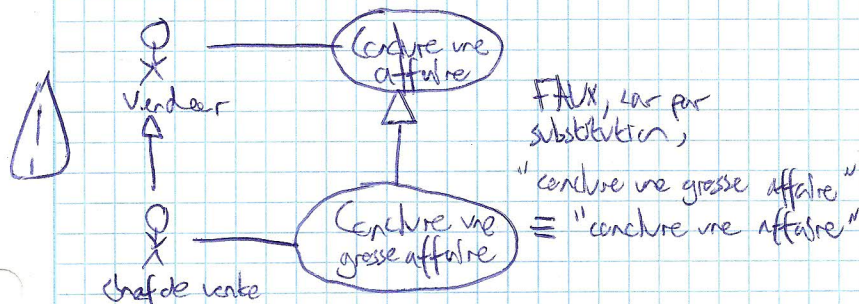 Conclure une
affaire
Vendeur
FAUX, car par
substitution,
"conclure une grosse affaire"
≡ "conclure une affaire"
Conclure une
grosse affaire
chef de vente